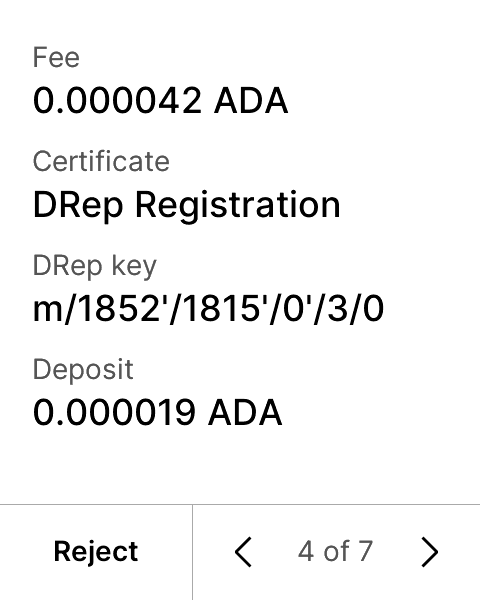 Fee
0.000042 ADA
Certificate
DRep Registration
DRep key
m/1852'/1815'/0'/3/0
Deposit
0.000019 ADA
Reject
4 of 7